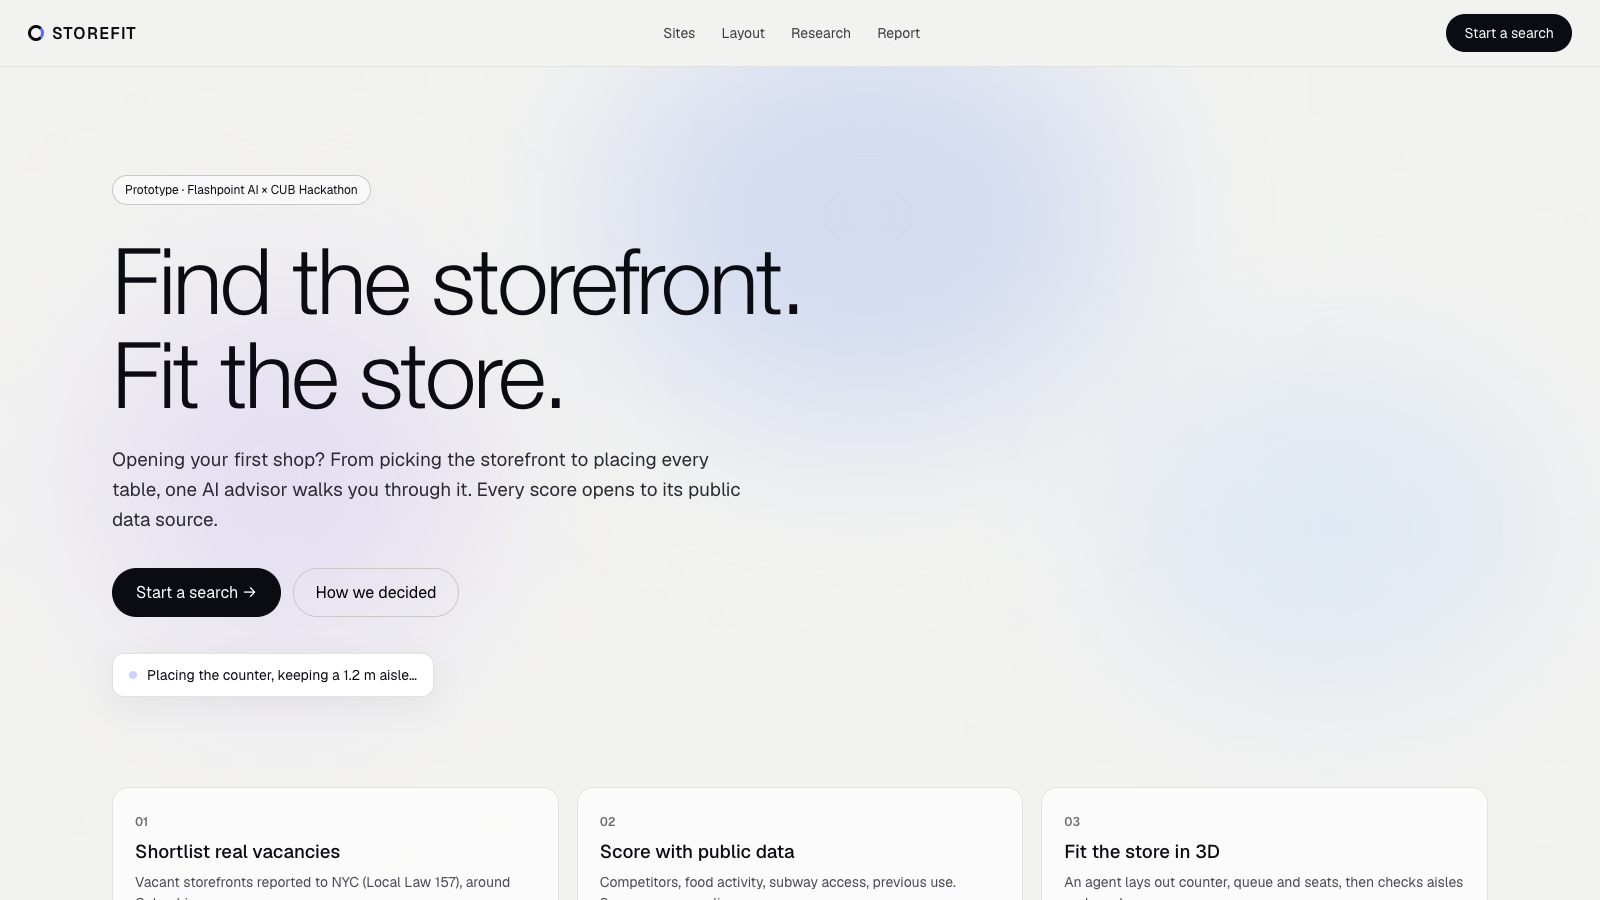 STOREFIT
Sites
Layout
Research
Report
Start a search
Prototype · Flashpoint AI × CUB Hackathon
Find the storefront.
Fit the store.
Opening your first shop? From picking the storefront to placing every
table, one AI advisor walks you through it. Every score opens to its public
data source.
Start a search →
How we decided
Placing the counter, keeping a 1.2 m aisle…
01
Shortlist real vacancies
Vacant storefronts reported to NYC (Local Law 157), around
02
Score with public data
Competitors, food activity, subway access, previous use.
03
Fit the store in 3D
An agent lays out counter, queue and seats, then checks aisles